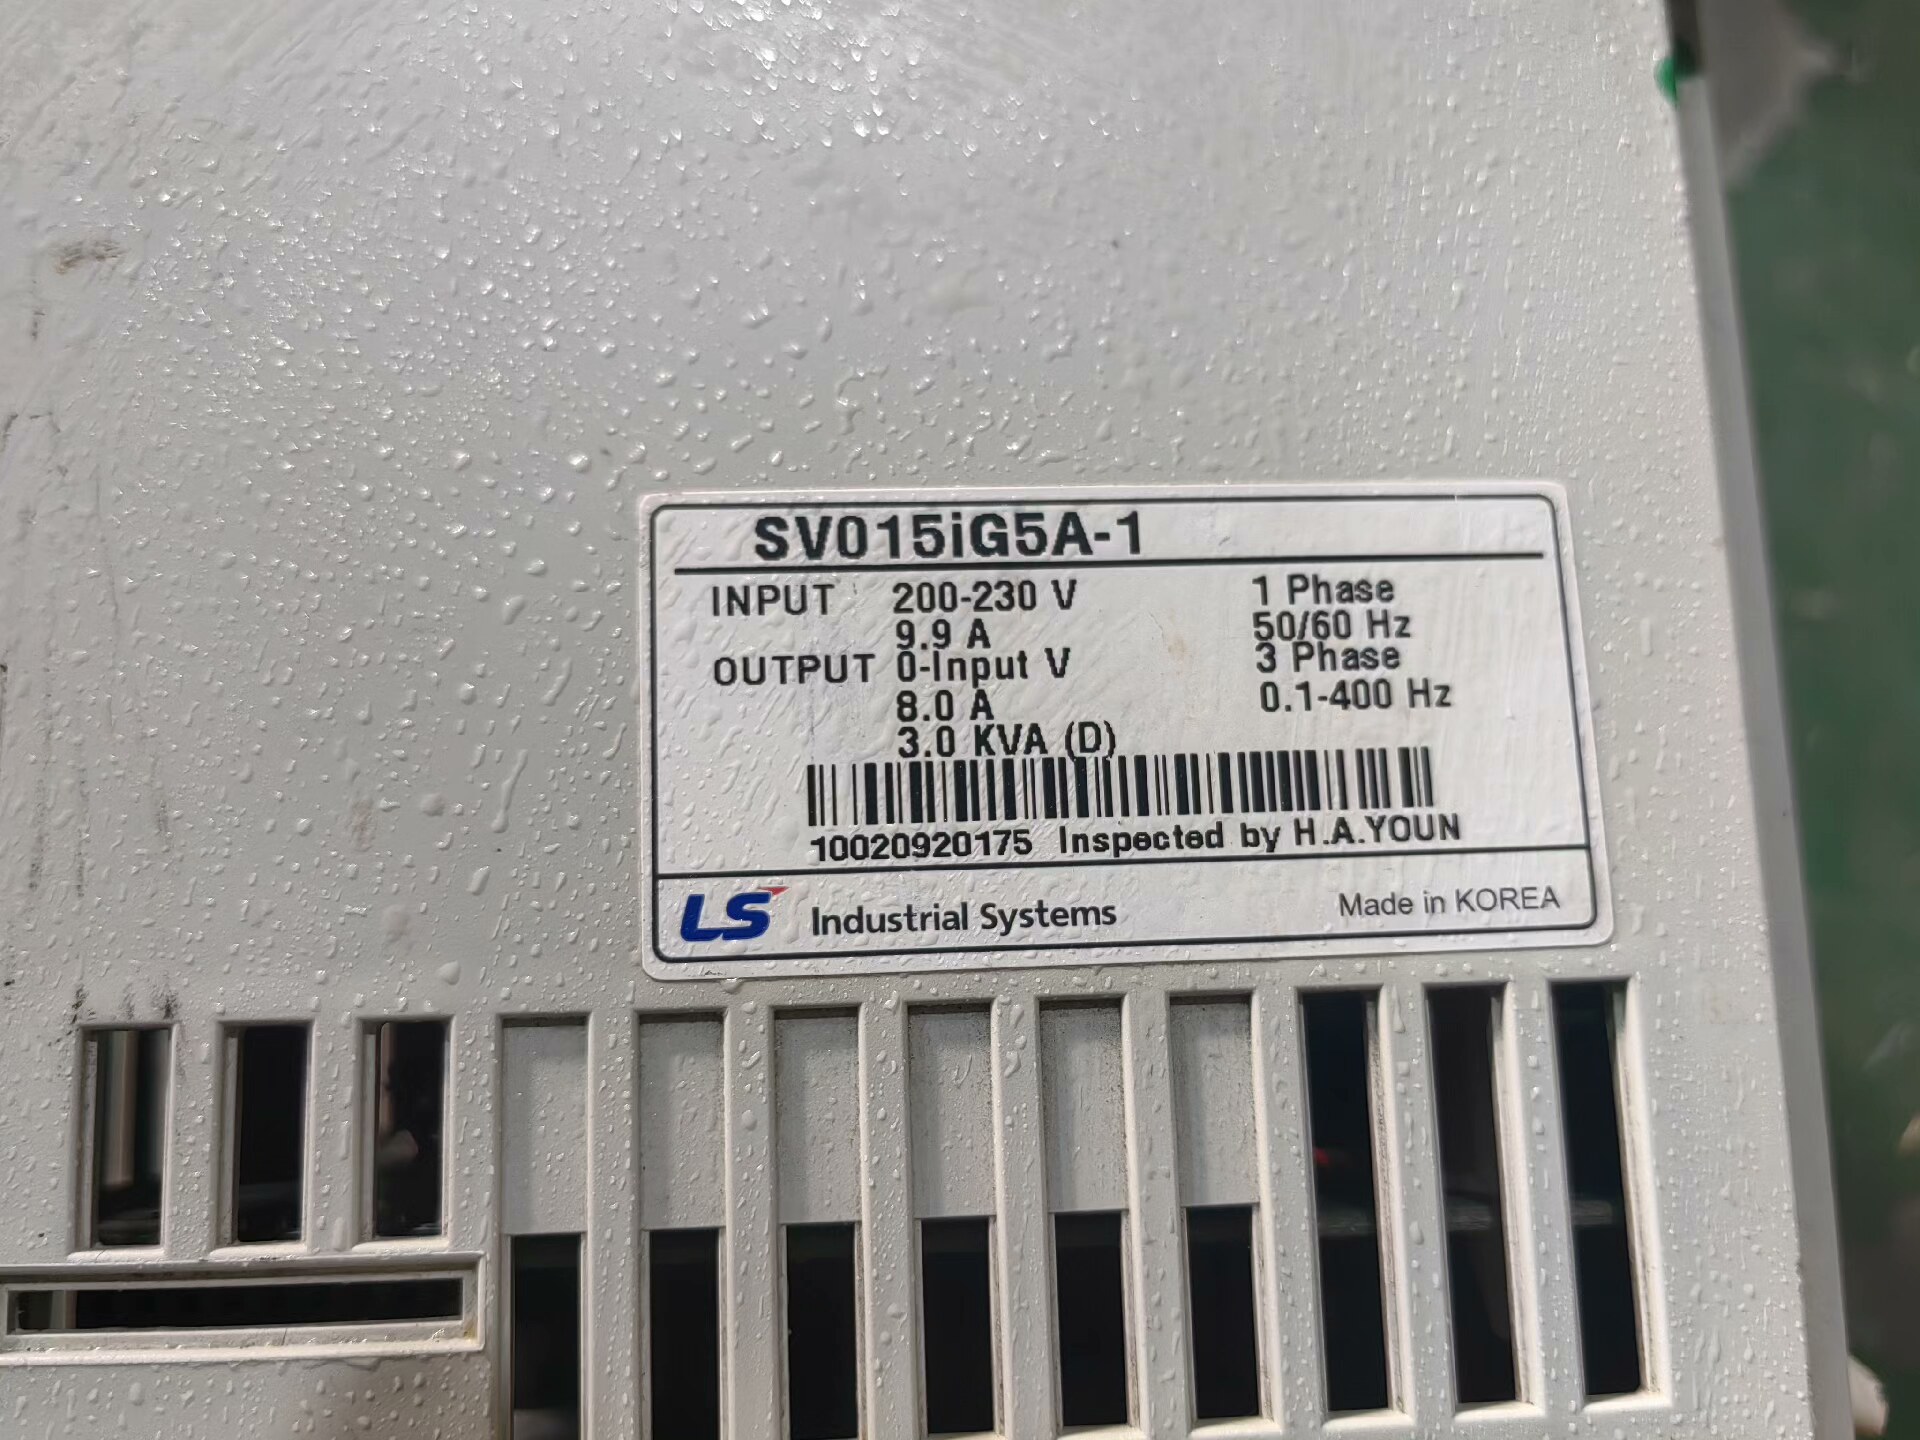 SV015iG5A-1
INPUT 200-230 V 1 Phase
9.9 A 50/60 Hz
OUTPUT 0-Input V 3 Phase
8.0 A 0.1-400 Hz
3.0 KVA (D)
10020920175 Inspected by H.A.YOUN
LS Industrial Systems Made in KOREA